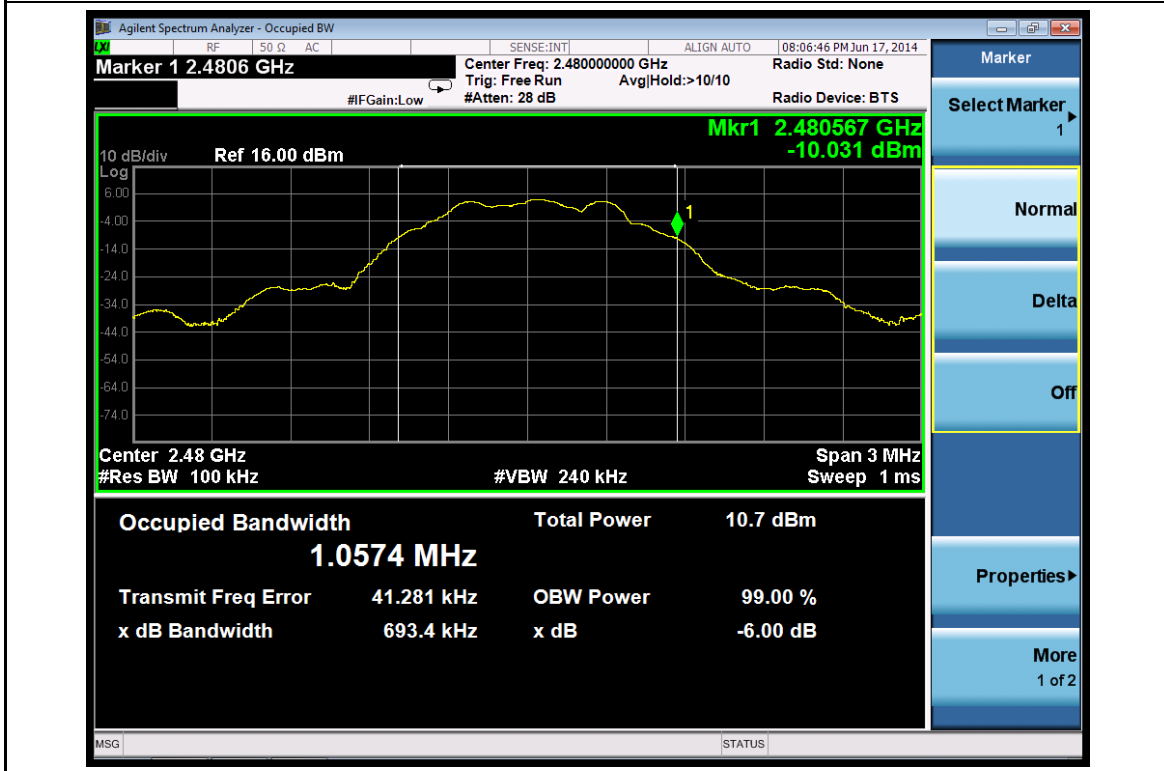 Agilent Spectrum Analyzer - Occupied BW
LXI RF 50 Ω AC SENSE:INT ALIGN AUTO 08:06:46 PM Jun 17, 2014
Marker 1 2.4806 GHz
Center Freq: 2.480000000 GHz Radio Std: None
Trig: Free Run Avg|Hold:>10/10
#IFGain:Low #Atten: 28 dB Radio Device: BTS
Mkr1 2.480567 GHz
10 dB/div Ref 16.00 dBm -10.031 dBm
Log
6.00
-4.00
1
-14.0
-24.0
-34.0
-44.0
-54.0
-64.0
-74.0
Center 2.48 GHz Span 3 MHz
#Res BW 100 kHz #VBW 240 kHz Sweep 1 ms
Occupied Bandwidth Total Power 10.7 dBm
1.0574 MHz
Transmit Freq Error 41.281 kHz OBW Power 99.00 %
x dB Bandwidth 693.4 kHz x dB -6.00 dB
MSG STATUS
Marker
Select Marker
1
Normal
Delta
Off
Properties
More
1 of 2